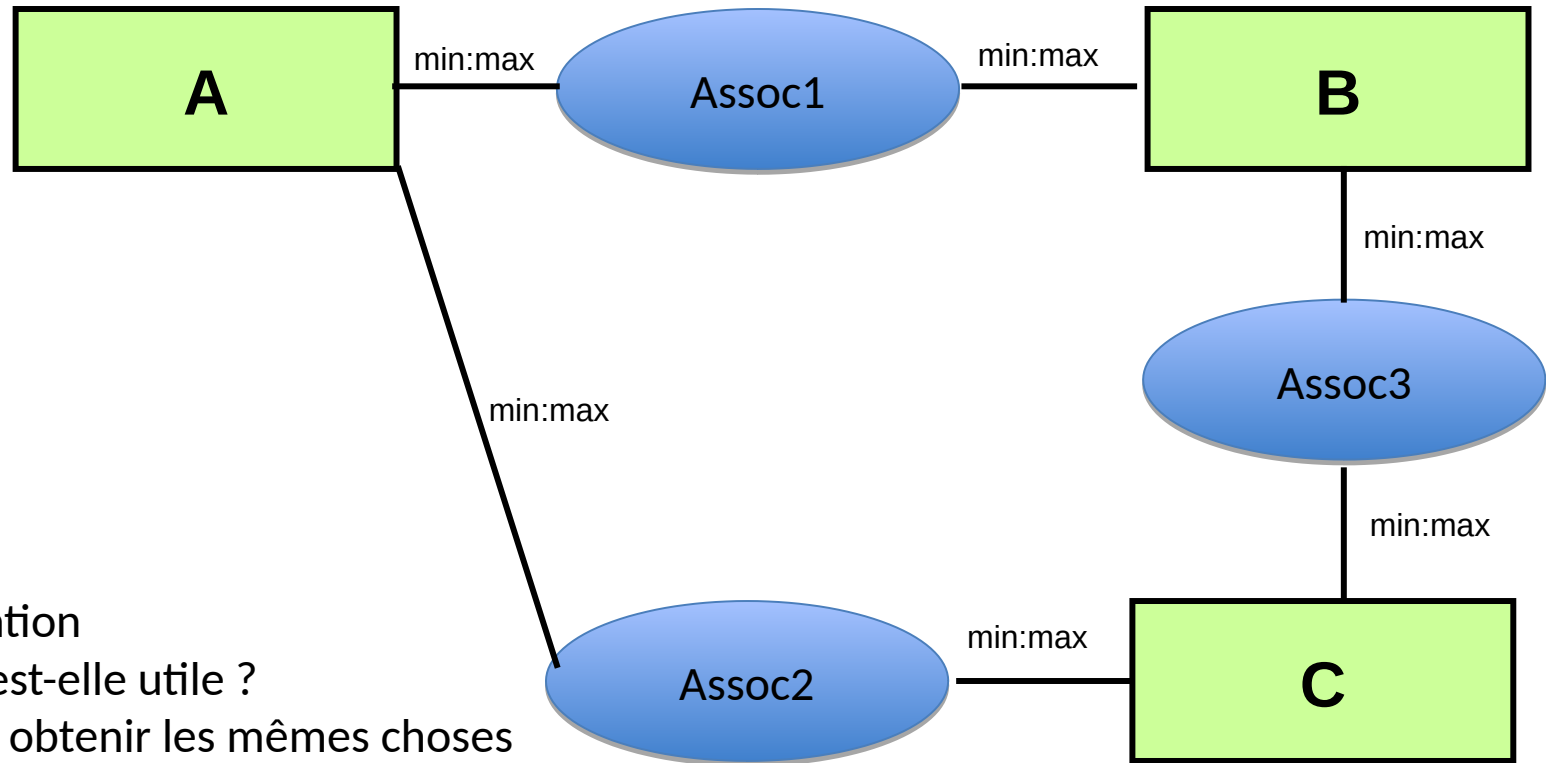 A
min:max
Assoc1
min:max
B
min:max
Assoc3
min:max
min:max
Assoc2
min:max
C
est-elle utile ?
obtenir les mêmes choses